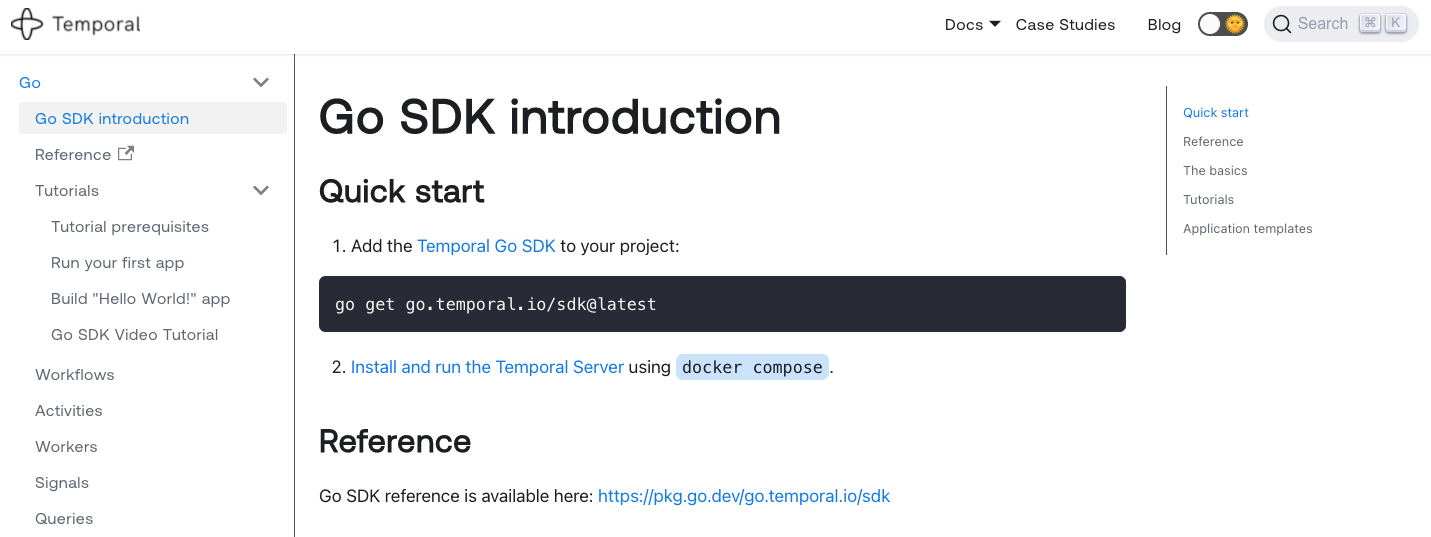 Temporal
Docs Case Studies Blog Search ⌘ K
Go
Go SDK introduction
Reference
Tutorials
Tutorial prerequisites
Run your first app
Build "Hello World!" app
Go SDK Video Tutorial
Workflows
Activities
Workers
Signals
Queries
Go SDK introduction
Quick start
1. Add the Temporal Go SDK to your project:
go get go.temporal.io/sdk@latest
2. Install and run the Temporal Server using docker compose.
Reference
Go SDK reference is available here: https://pkg.go.dev/go.temporal.io/sdk
Quick start
Reference
The basics
Tutorials
Application templates